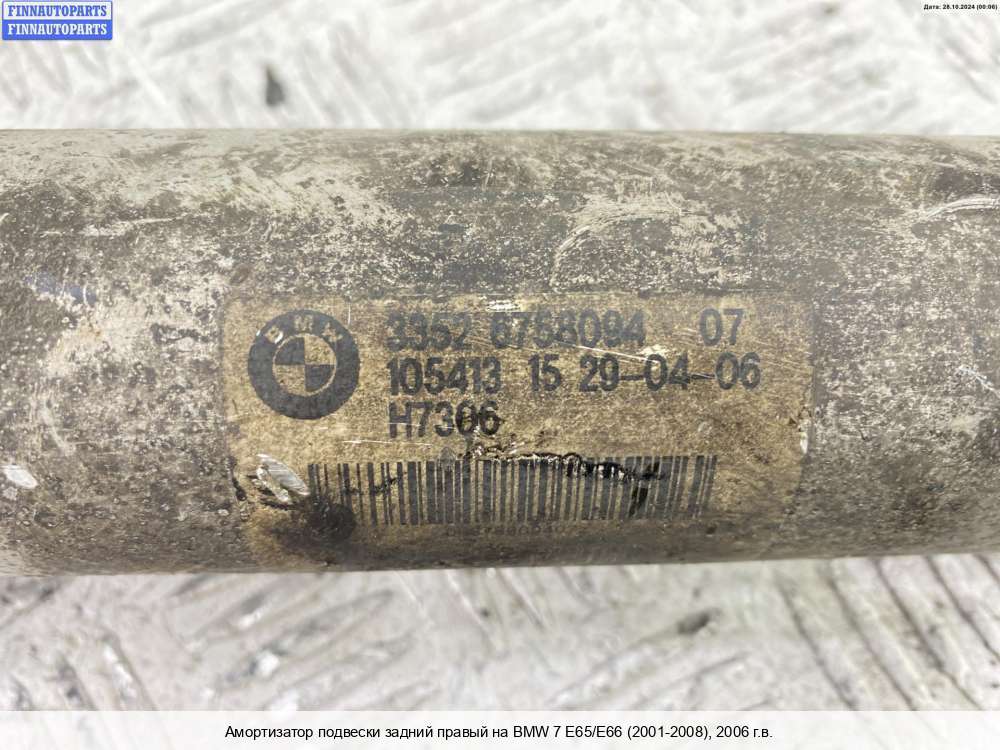 FINNAUTOPARTS
FINNAUTOPARTS
Дата: 28.10.2024 (00:06)
BMW
3352 6758094 07
105413 15 29-04-06
H7306
Амортизатор подвески задний правый на BMW 7 E65/E66 (2001-2008), 2006 г.в.